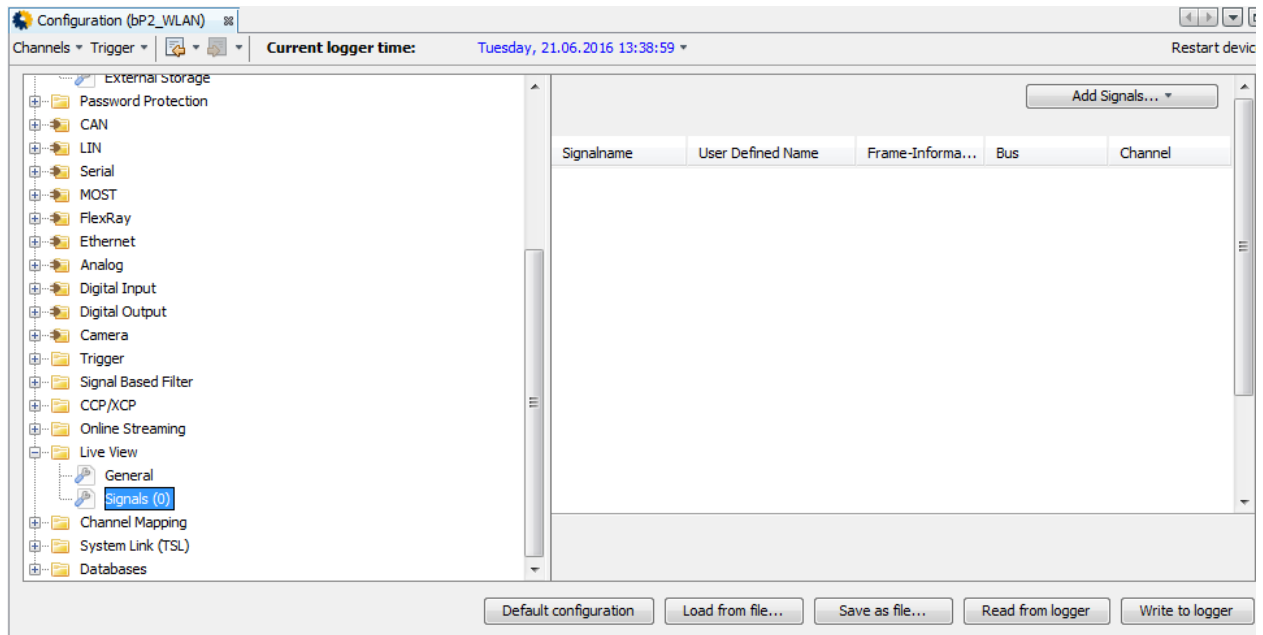 Configuration (bP2_WLAN)
Channels Trigger Current logger time: Tuesday, 21.06.2016 13:38:59 Restart devic
External Storage
Password Protection
CAN
LIN
Serial
MOST
FlexRay
Ethernet
Analog
Digital Input
Digital Output
Camera
Trigger
Signal Based Filter
CCP/XCP
Online Streaming
Live View
General
Signals (0)
Channel Mapping
System Link (TSL)
Databases
Add Signals...
Signalname User Defined Name Frame-Informa... Bus Channel
Default configuration Load from file... Save as file... Read from logger Write to logger